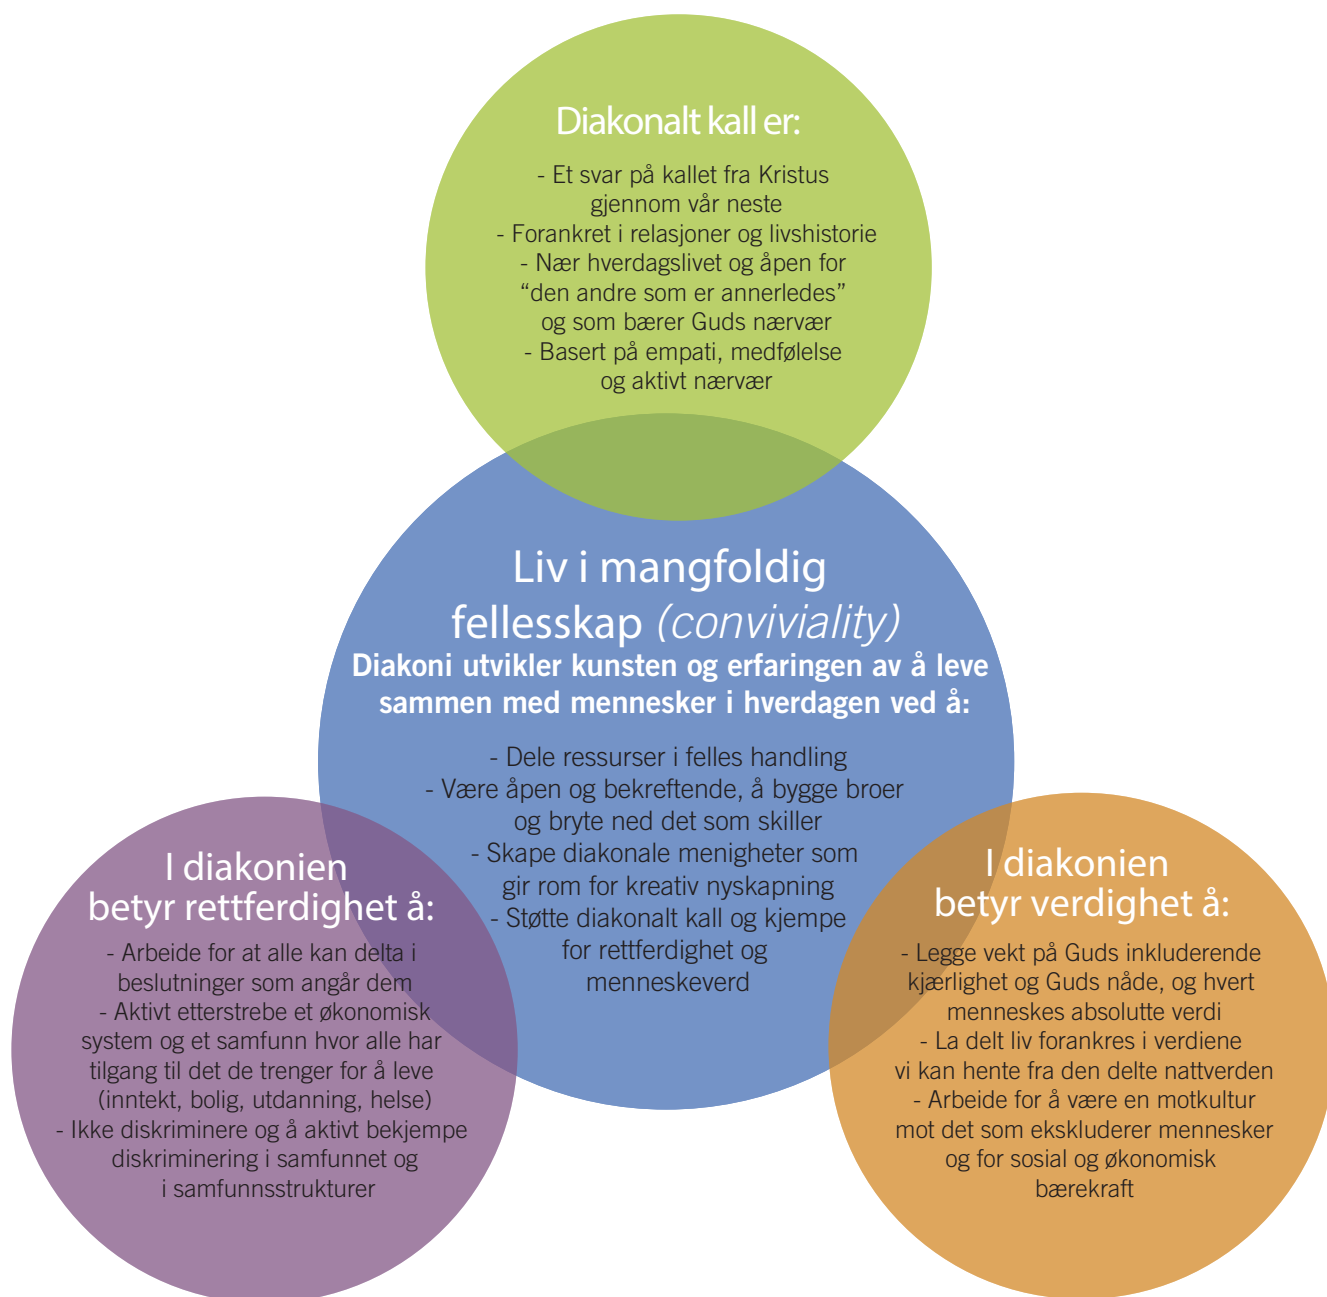 Diakonalt kall er:
- Et svar på kallet fra Kristus
gjennom vår neste
- Forankret i relasjoner og livshistorie
- Nær hverdagslivet og åpen for
“den andre som er annerledes”
og som bærer Guds nærvær
- Basert på empati, medfølelse
og aktivt nærvær
Liv i mangfoldig
fellesskap (conviviality)
Diakoni utvikler kunsten og erfaringen av å leve
sammen med mennesker i hverdagen ved å:
- Dele ressurser i felles handling
- Være åpen og bekreftende, å bygge broer
og bryte ned det som skiller
- Skape diakonale menigheter som
gir rom for kreativ nyskapning
- Støtte diakonalt kall og kjempe
for rettferdighet og
menneskeverd
I diakonien
betyr rettferdighet å:
- Arbeide for at alle kan delta i
beslutninger som angår dem
- Aktivt etterstrebe et økonomisk
system og et samfunn hvor alle har
tilgang til det de trenger for å leve
(inntekt, bolig, utdanning, helse)
- Ikke diskriminere og å aktivt bekjempe
diskriminering i samfunnet og
i samfunnsstrukturer
I diakonien
betyr verdighet å:
- Legge vekt på Guds inkluderende
kjærlighet og Guds nåde, og hvert
menneskes absolutte verdi
- La delt liv forankres i verdiene
vi kan hente fra den delte nattverden
- Arbeide for å være en motkultur
mot det som ekskluderer mennesker
og for sosial og økonomisk
bærekraft